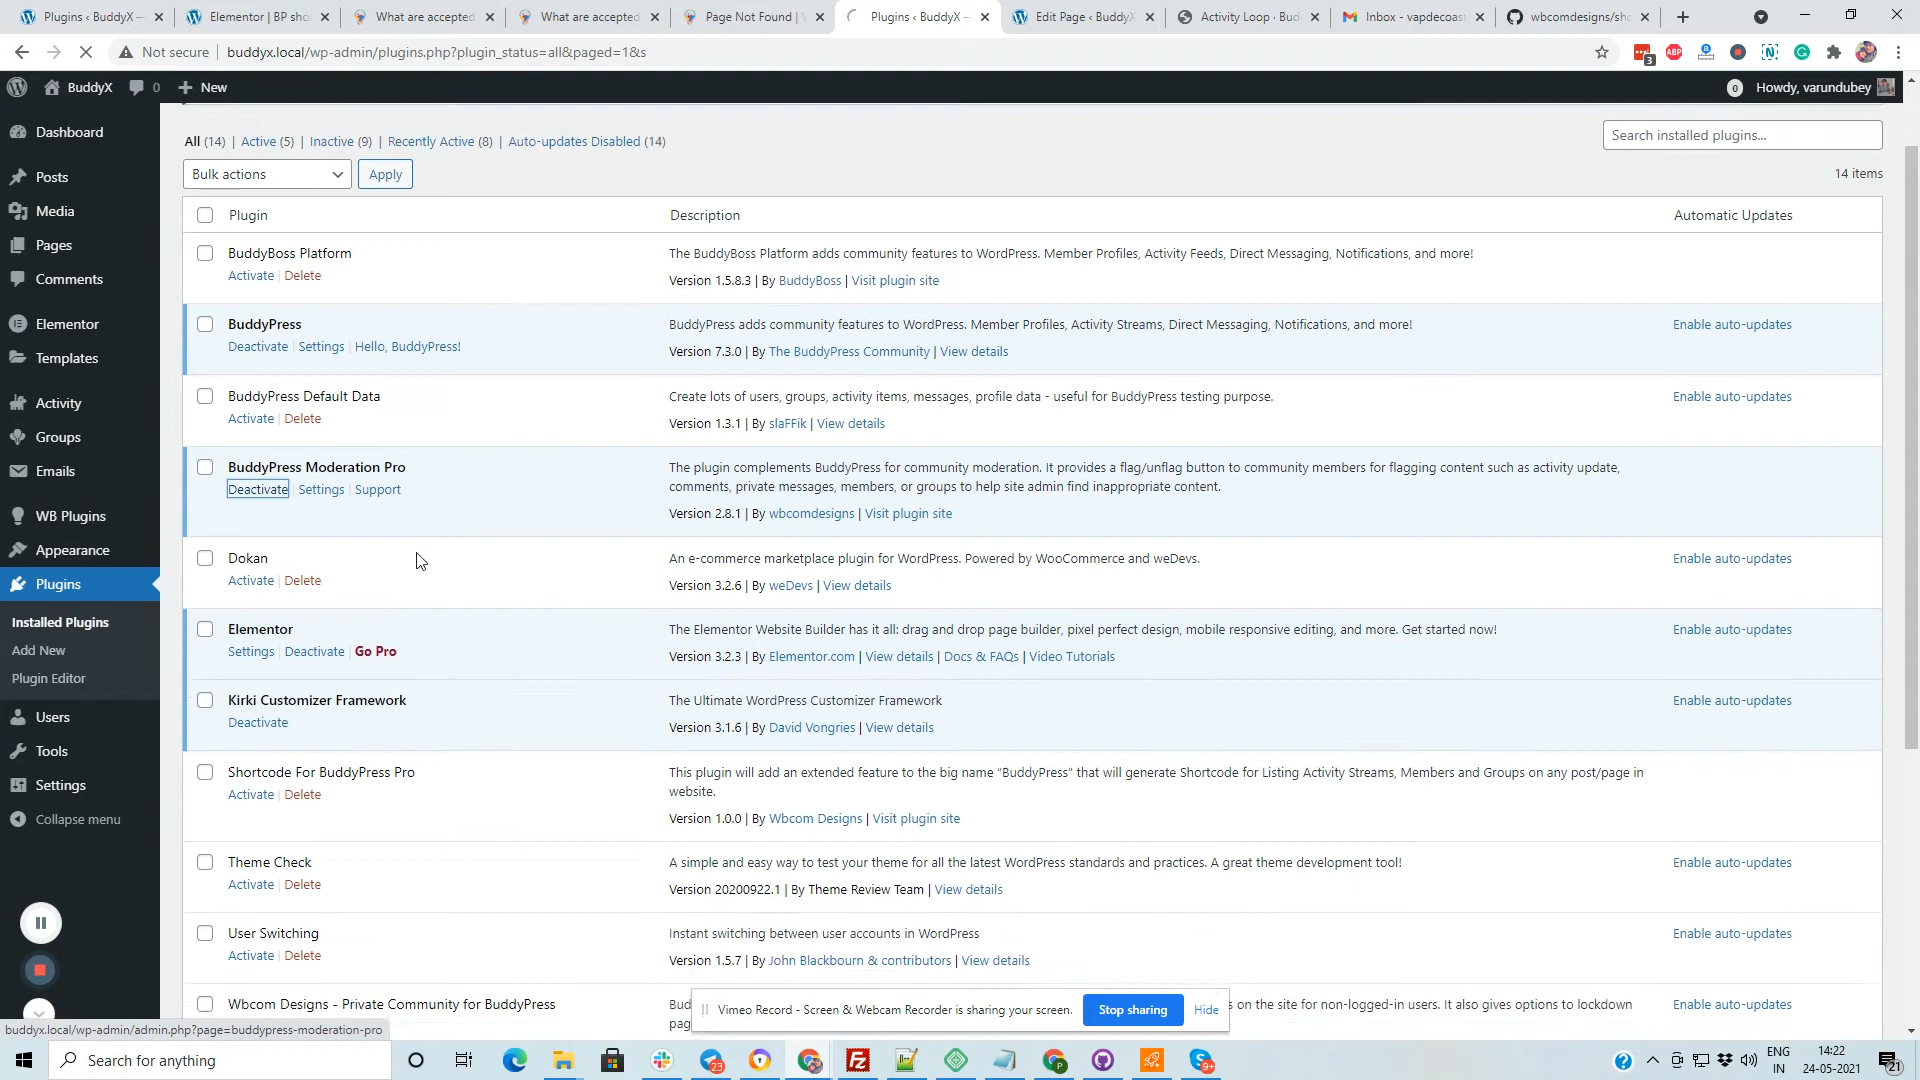 Plugins ‹ BuddyX —
Elementor | BP sho
What are accepted
What are accepted
Page Not Found |
Plugins ‹ BuddyX —
Edit Page ‹ BuddyX
Activity Loop · Bud
Inbox - vapdecoast
wbcomdesigns/sho
Not secure
buddyx.local/wp-admin/plugins.php?plugin_status=all&paged=1&s
3
ABP
BuddyX
0
New
0
Howdy, varundubey
Dashboard
Posts
Media
Pages
Comments
Elementor
Templates
Activity
Groups
Emails
WB Plugins
Appearance
Plugins
Installed Plugins
Add New
Plugin Editor
Users
Tools
Settings
Collapse menu
All (14) | Active (5) | Inactive (9) | Recently Active (8) | Auto-updates Disabled (14)
Search installed plugins...
Bulk actions
Apply
14 items
Plugin
Description
Automatic Updates
BuddyBoss Platform
Activate | Delete
The BuddyBoss Platform adds community features to WordPress. Member Profiles, Activity Feeds, Direct Messaging, Notifications, and more!
Version 1.5.8.3 | By BuddyBoss | Visit plugin site
BuddyPress
Deactivate | Settings | Hello, BuddyPress!
BuddyPress adds community features to WordPress. Member Profiles, Activity Streams, Direct Messaging, Notifications, and more!
Version 7.3.0 | By The BuddyPress Community | View details
Enable auto-updates
BuddyPress Default Data
Activate | Delete
Create lots of users, groups, activity items, messages, profile data - useful for BuddyPress testing purpose.
Version 1.3.1 | By slaFFik | View details
Enable auto-updates
BuddyPress Moderation Pro
Deactivate | Settings | Support
The plugin complements BuddyPress for community moderation. It provides a flag/unflag button to community members for flagging content such as activity update,
comments, private messages, members, or groups to help site admin find inappropriate content.
Version 2.8.1 | By wbcomdesigns | Visit plugin site
Dokan
Activate | Delete
An e-commerce marketplace plugin for WordPress. Powered by WooCommerce and weDevs.
Version 3.2.6 | By weDevs | View details
Enable auto-updates
Elementor
Settings | Deactivate | Go Pro
The Elementor Website Builder has it all: drag and drop page builder, pixel perfect design, mobile responsive editing, and more. Get started now!
Version 3.2.3 | By Elementor.com | View details | Docs & FAQs | Video Tutorials
Enable auto-updates
Kirki Customizer Framework
Deactivate
The Ultimate WordPress Customizer Framework
Version 3.1.6 | By David Vongries | View details
Enable auto-updates
Shortcode For BuddyPress Pro
Activate | Delete
This plugin will add an extended feature to the big name “BuddyPress” that will generate Shortcode for Listing Activity Streams, Members and Groups on any post/page in
website.
Version 1.0.0 | By Wbcom Designs | Visit plugin site
Theme Check
Activate | Delete
A simple and easy way to test your theme for all the latest WordPress standards and practices. A great theme development tool!
Version 20200922.1 | By Theme Review Team | View details
Enable auto-updates
User Switching
Activate | Delete
Instant switching between user accounts in WordPress
Version 1.5.7 | By John Blackbourn & contributors | View details
Enable auto-updates
Wbcom Designs - Private Community for BuddyPress
Bud
s on the site for non-logged-in users. It also gives options to lockdown
pag
Enable auto-updates
Vimeo Record - Screen & Webcam Recorder is sharing your screen.
Stop sharing
Hide
buddyx.local/wp-admin/admin.php?page=buddypress-moderation-pro
Search for anything
23
9+
ENG
IN
14:22
24-05-2021
21